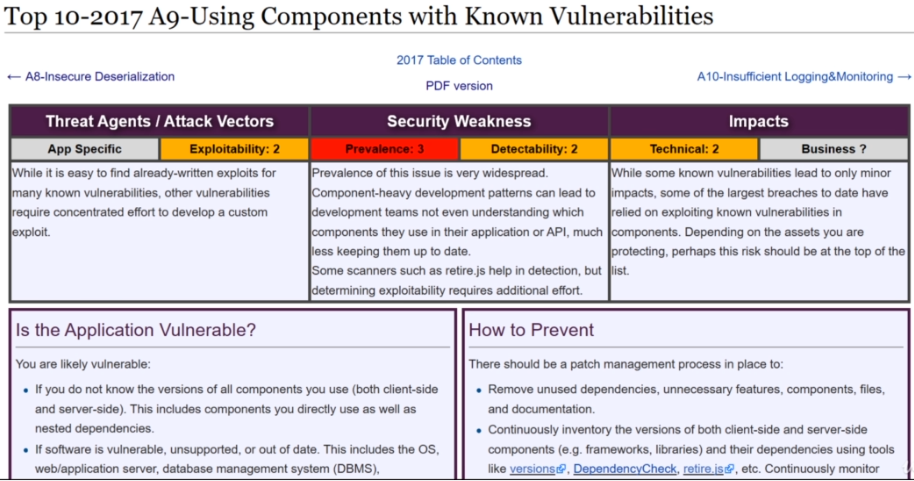 Top 10-2017 A9-Using Components with Known Vulnerabilities
2017 Table of Contents
← A8-Insecure Deserialization
PDF version
A10-Insufficient Logging&Monitoring →
Threat Agents / Attack Vectors
Security Weakness
Impacts
App Specific
Exploitability: 2
Prevalence: 3
Detectability: 2
Technical: 2
Business ?
While it is easy to find already-written exploits for
many known vulnerabilities, other vulnerabilities
require concentrated effort to develop a custom
exploit.
Prevalence of this issue is very widespread.
Component-heavy development patterns can lead to
development teams not even understanding which
components they use in their application or API, much
less keeping them up to date.
Some scanners such as retire.js help in detection, but
determining exploitability requires additional effort.
While some known vulnerabilities lead to only minor
impacts, some of the largest breaches to date have
relied on exploiting known vulnerabilities in
components. Depending on the assets you are
protecting, perhaps this risk should be at the top of the
list.
Is the Application Vulnerable?
You are likely vulnerable:
• If you do not know the versions of all components you use (both client-side
and server-side). This includes components you directly use as well as
nested dependencies.
• If software is vulnerable, unsupported, or out of date. This includes the OS,
web/application server, database management system (DBMS),
How to Prevent
There should be a patch management process in place to:
• Remove unused dependencies, unnecessary features, components, files,
and documentation.
• Continuously inventory the versions of both client-side and server-side
components (e.g. frameworks, libraries) and their dependencies using tools
like versions, DependencyCheck, retire.js, etc. Continuously monitor